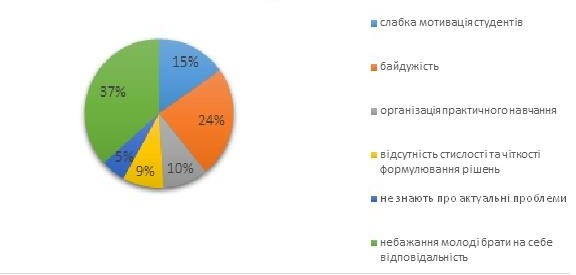 слабка мотивація студентів
15%
байдужість
37%
24%
організація практичного навчання
відсутність стислості та чіткості
формулювання рішень
5%
9%
10%
не знають про актуальні проблеми
небажання молоді брати на себе
відповідальність